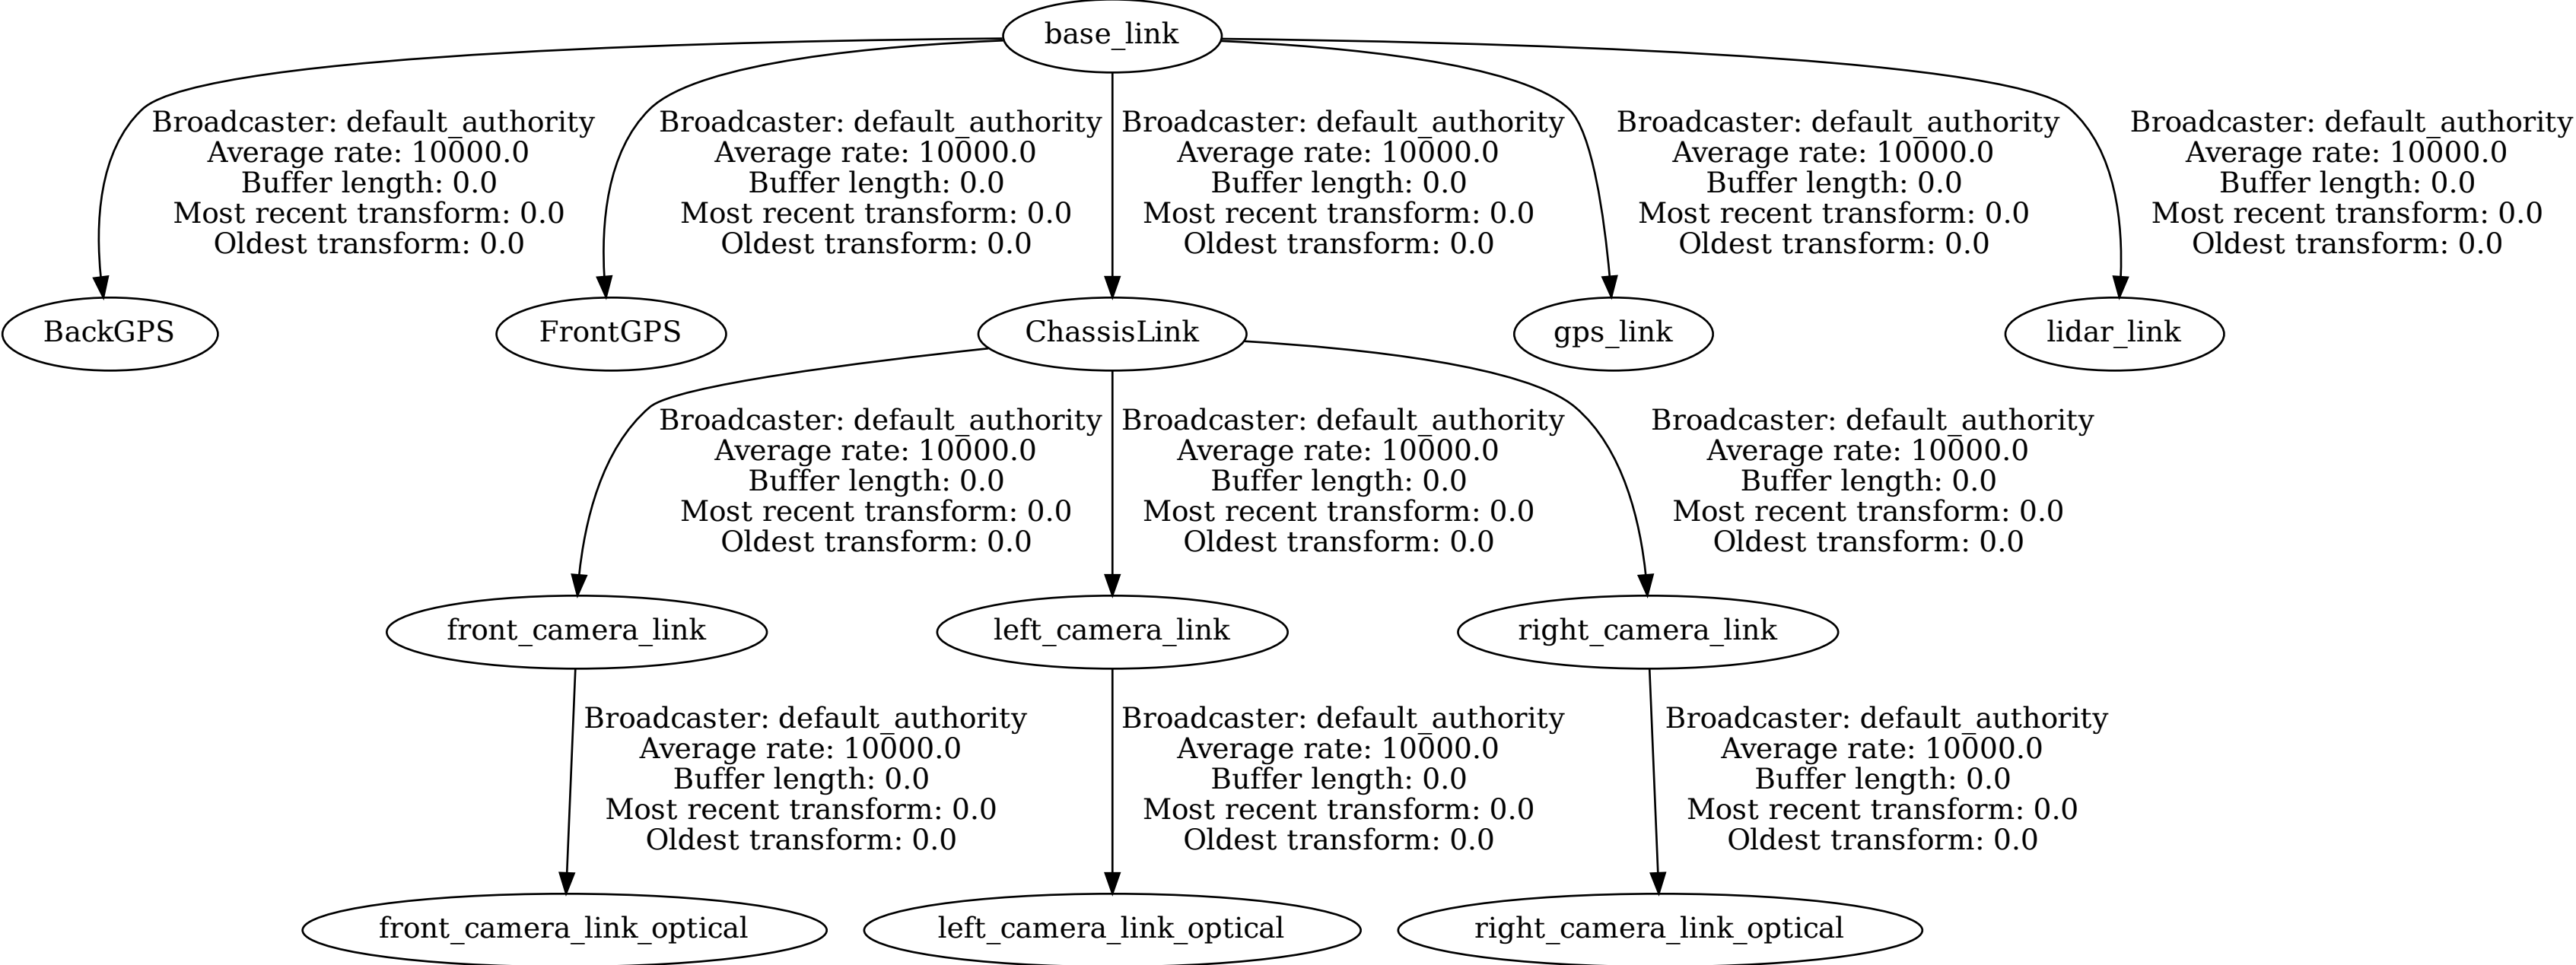 base_link
Broadcaster: default_authority
Average rate: 10000.0
Buffer length: 0.0
Most recent transform: 0.0
Oldest transform: 0.0
Broadcaster: default_authority
Average rate: 10000.0
Buffer length: 0.0
Most recent transform: 0.0
Oldest transform: 0.0
Broadcaster: default_authority
Average rate: 10000.0
Buffer length: 0.0
Most recent transform: 0.0
Oldest transform: 0.0
Broadcaster: default_authority
Average rate: 10000.0
Buffer length: 0.0
Most recent transform: 0.0
Oldest transform: 0.0
Broadcaster: default_authority
Average rate: 10000.0
Buffer length: 0.0
Most recent transform: 0.0
Oldest transform: 0.0
BackGPS
FrontGPS
ChassisLink
gps_link
lidar_link
Broadcaster: default_authority
Average rate: 10000.0
Buffer length: 0.0
Most recent transform: 0.0
Oldest transform: 0.0
Broadcaster: default_authority
Average rate: 10000.0
Buffer length: 0.0
Most recent transform: 0.0
Oldest transform: 0.0
Broadcaster: default_authority
Average rate: 10000.0
Buffer length: 0.0
Most recent transform: 0.0
Oldest transform: 0.0
front_camera_link
left_camera_link
right_camera_link
Broadcaster: default_authority
Average rate: 10000.0
Buffer length: 0.0
Most recent transform: 0.0
Oldest transform: 0.0
Broadcaster: default_authority
Average rate: 10000.0
Buffer length: 0.0
Most recent transform: 0.0
Oldest transform: 0.0
Broadcaster: default_authority
Average rate: 10000.0
Buffer length: 0.0
Most recent transform: 0.0
Oldest transform: 0.0
front_camera_link_optical
left_camera_link_optical
right_camera_link_optical